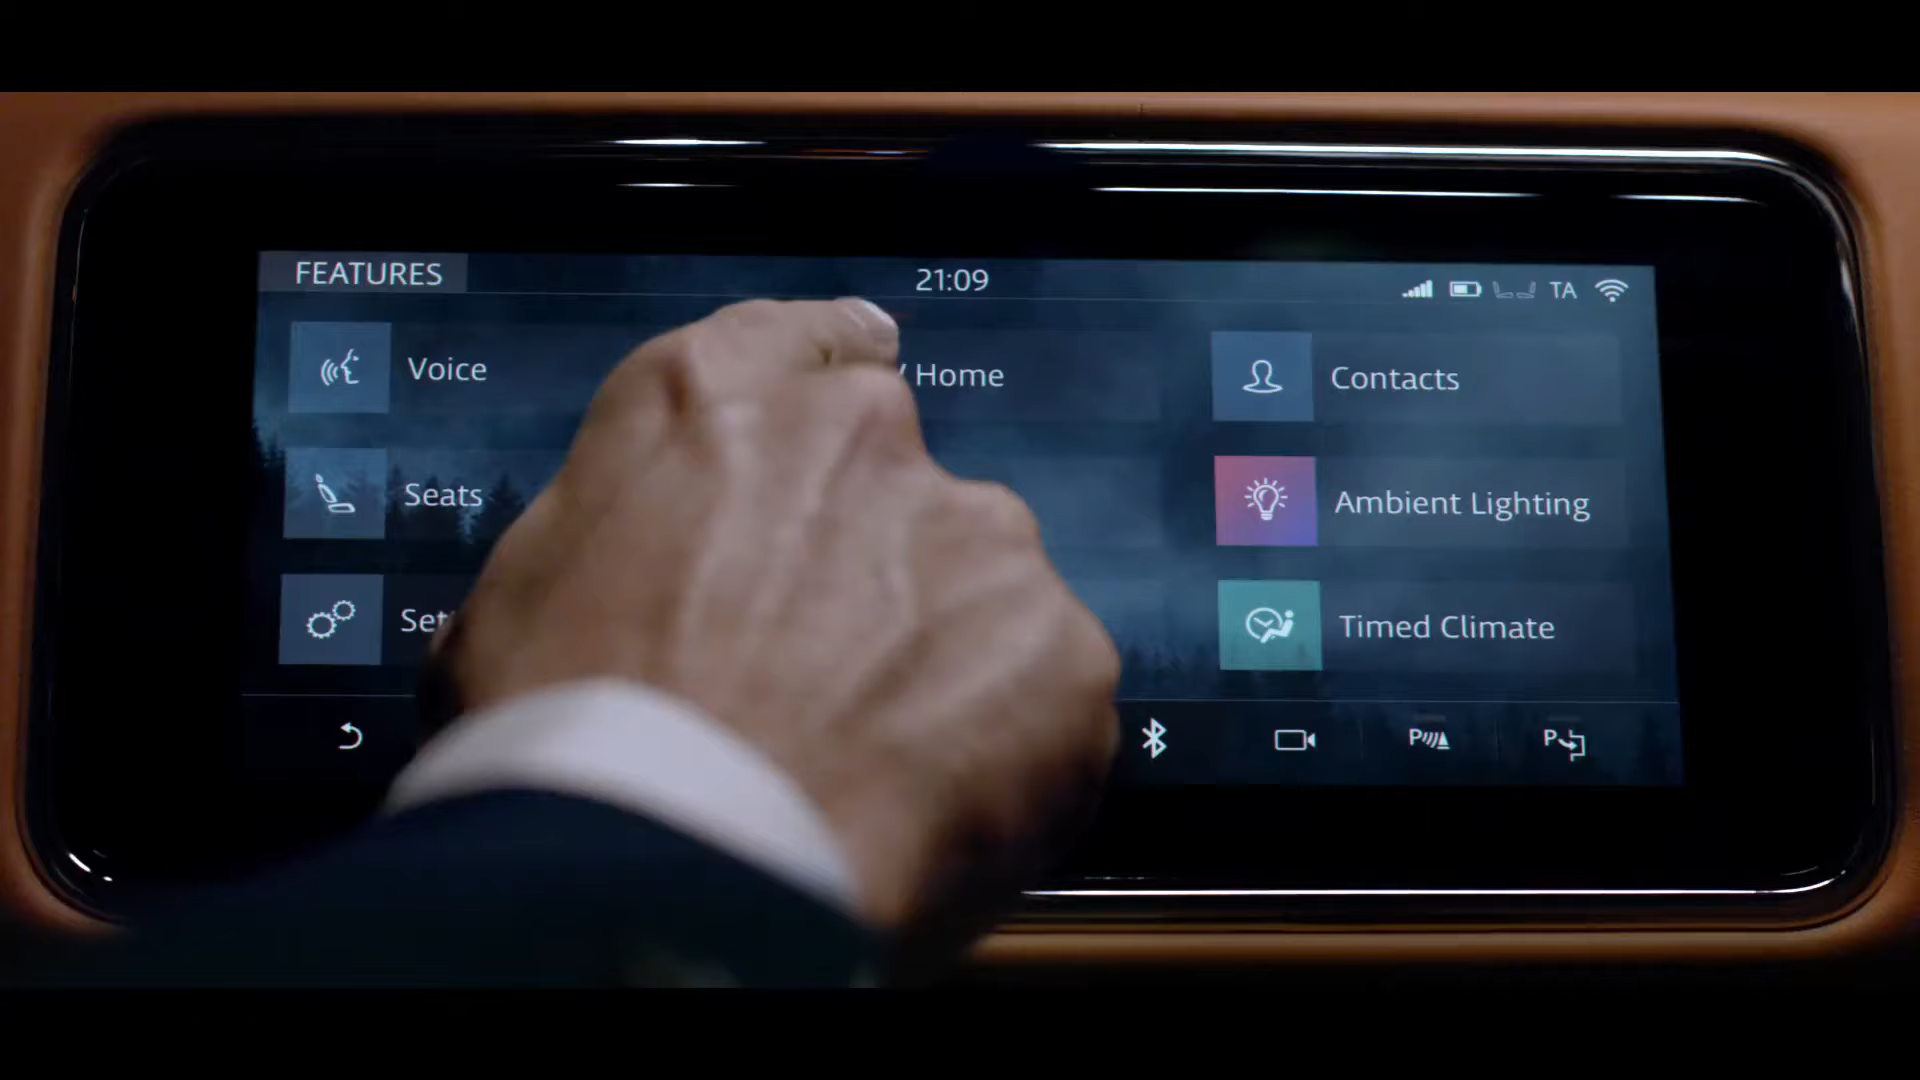 FEATURES
21:09
TA
Voice
Home
Contacts
Seats
Ambient Lighting
Timed Climate
P
P